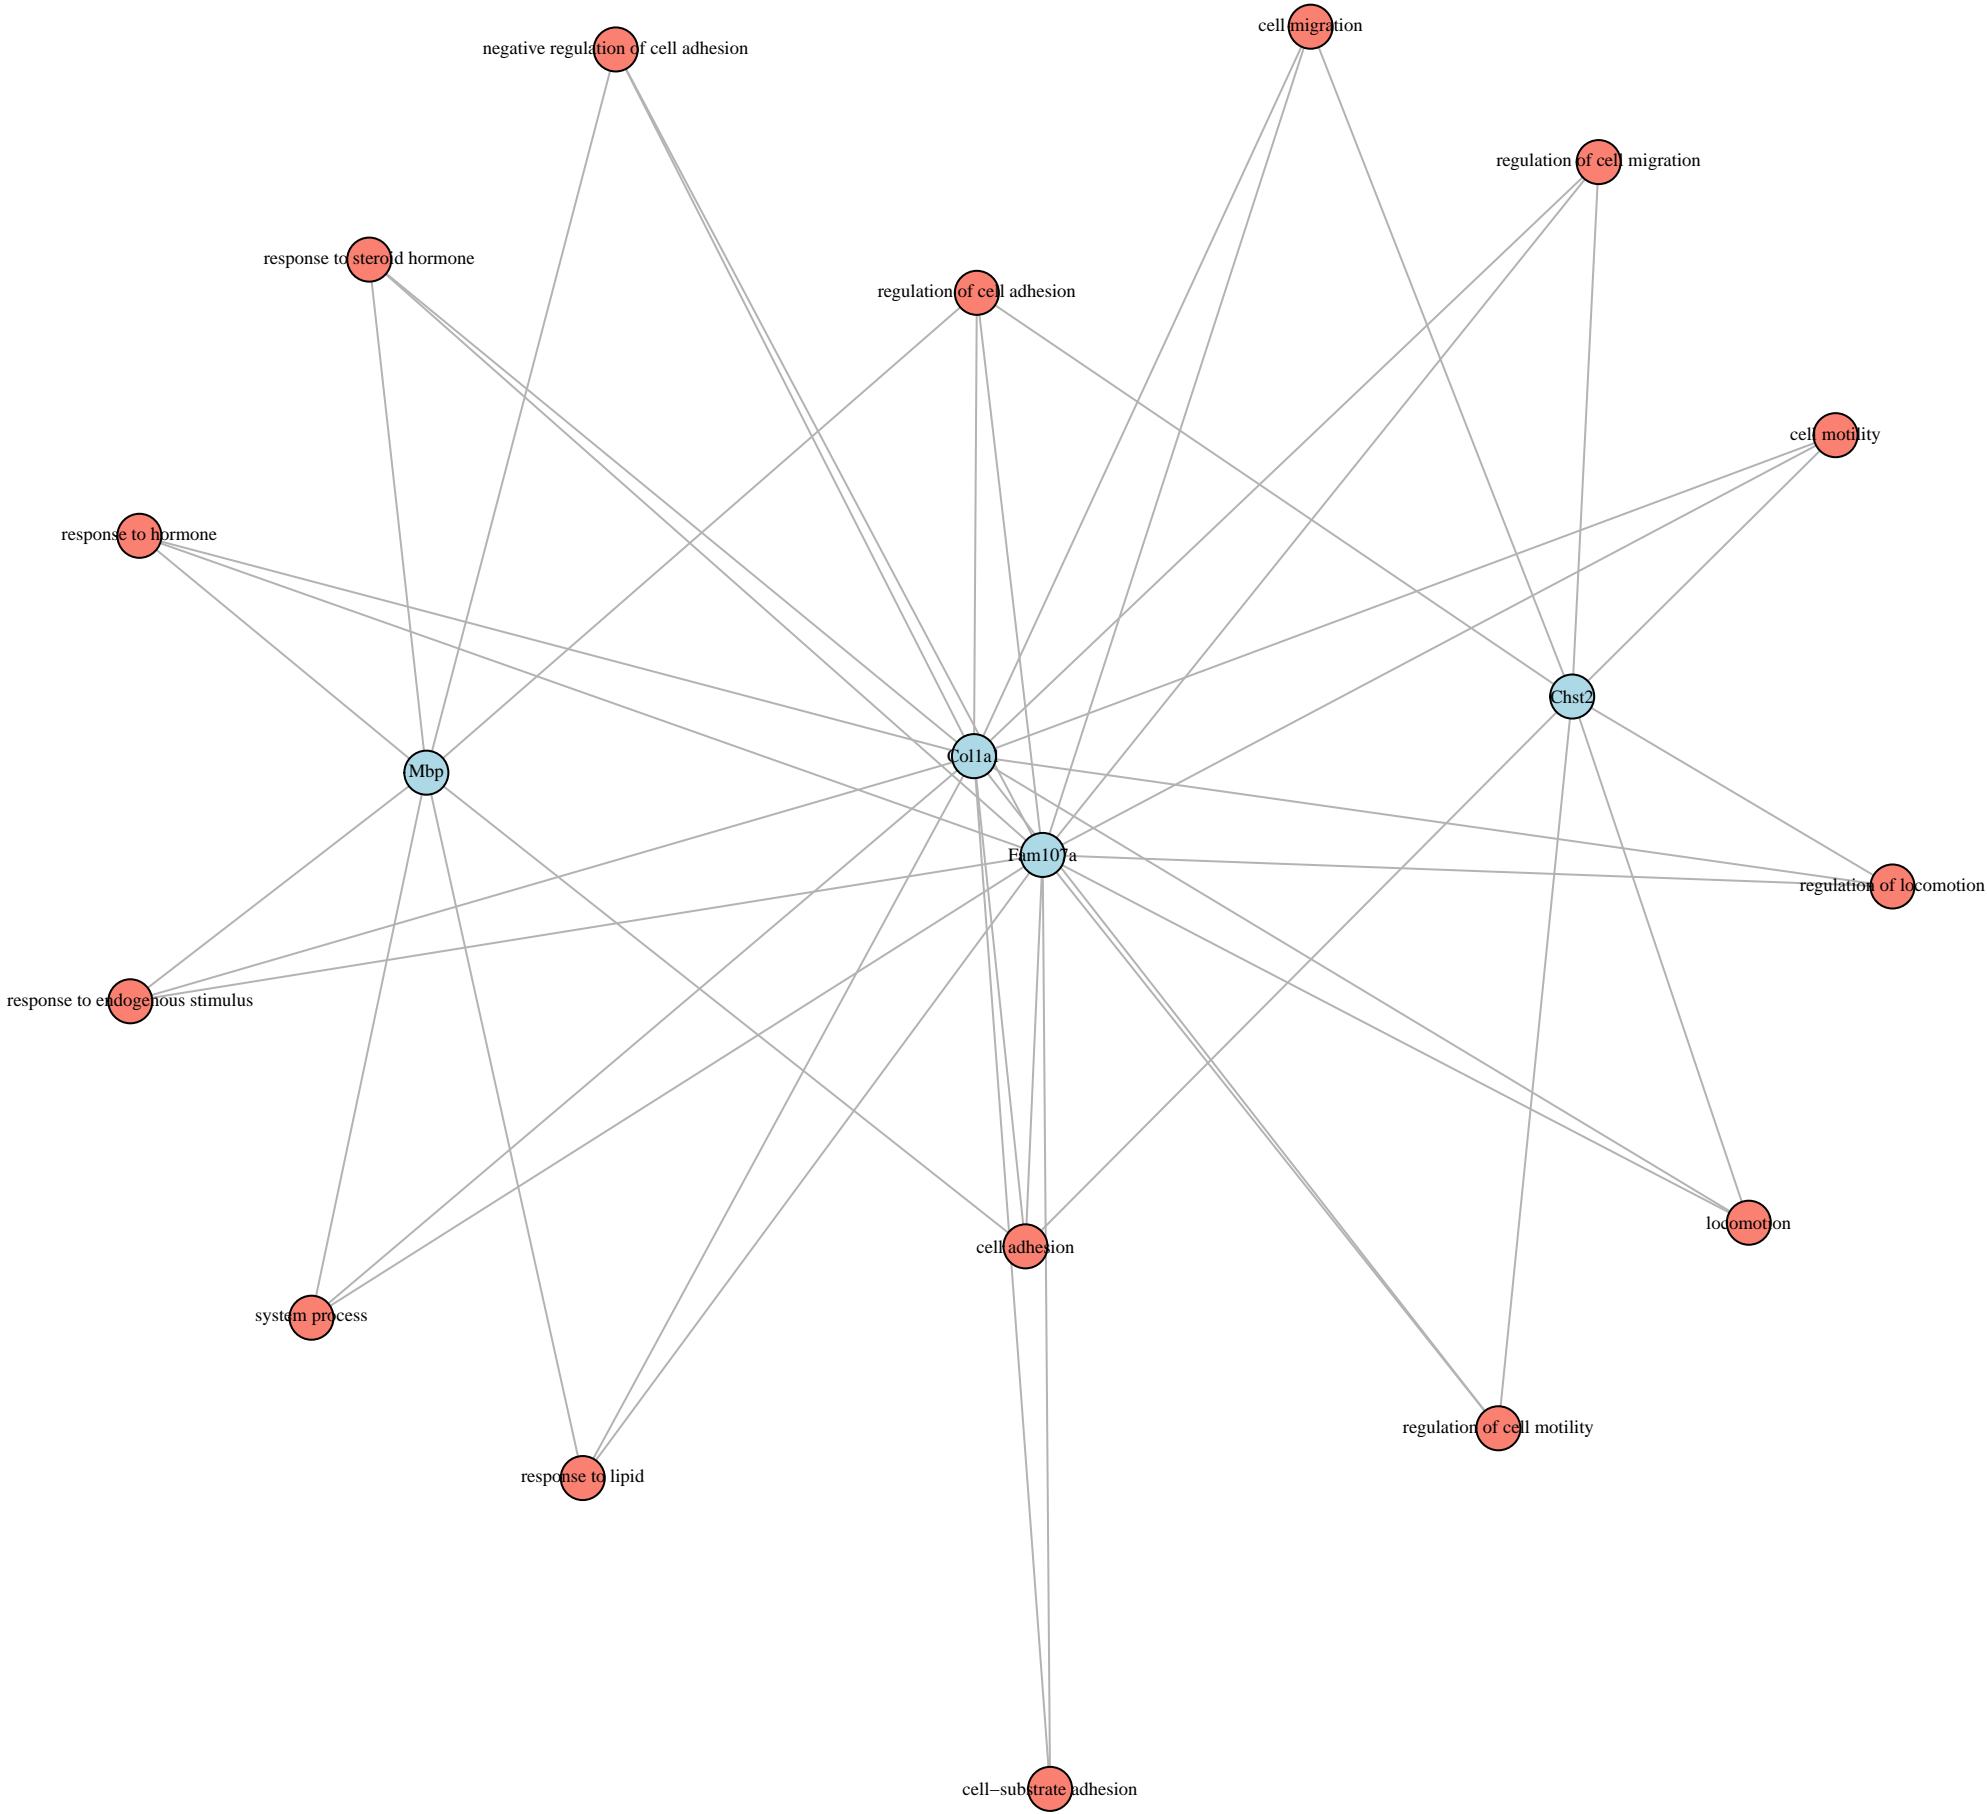 cell migration
negative regulation of cell adhesion
regulation of cell migration
response to steroid hormone
regulation of cell adhesion
cell motility
response to hormone
Chst2
Col1a1
Mbp
Fam107a
regulation of locomotion
response to endogenous stimulus
locomotion
cell adhesion
system process
regulation of cell motility
response to lipid
cell−substrate adhesion